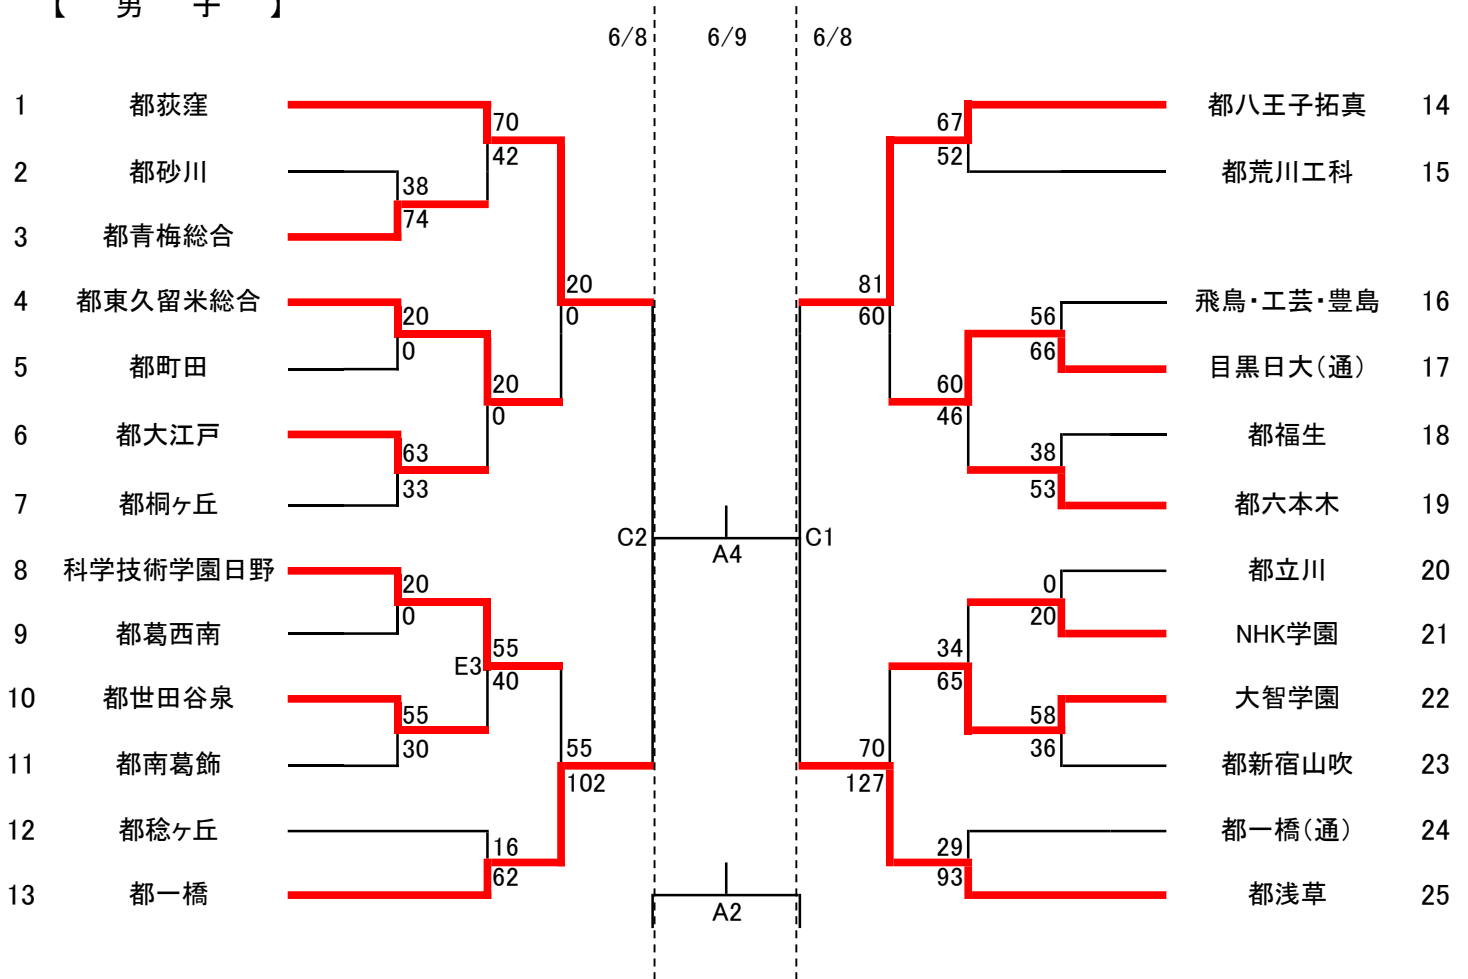 【 男 子 】
6/8 6/9 6/8
1 都荻窪 70 67 都八王子拓真 14
42 52
2 都砂川 38 都荒川工科 15
74
3 都青梅総合
20 81
4 都東久留米総合 20 0 60 56 飛鳥・工芸・豊島 16
0 66
5 都町田 20 60 目黒日大(通) 17
0 46
6 都大江戸 63 38 都福生 18
33 53
7 都桐ヶ丘 都六本木 19
C2 A4 C1
8 科学技術学園日野 20 0 都立川 20
0 20
9 都葛西南 55 34 NHK学園 21
E3 40 65
10 都世田谷泉 55 58 大智学園 22
30 36
11 都南葛飾 55 70 都新宿山吹 23
102 127
12 都稔ヶ丘 16 29 都一橋(通) 24
62 93
13 都一橋 A2 都浅草 25